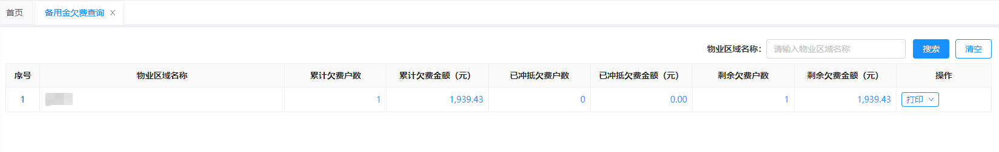 首页 备用金欠费查询
物业区域名称： 请输入物业区域名称 搜索 清空
序号 物业区域名称 累计欠费户数 累计欠费金额（元） 已冲抵欠费户数 已冲抵欠费金额（元） 剩余欠费户数 剩余欠费金额（元） 操作
1 1 1,939.43 0 0.00 1 1,939.43 打印